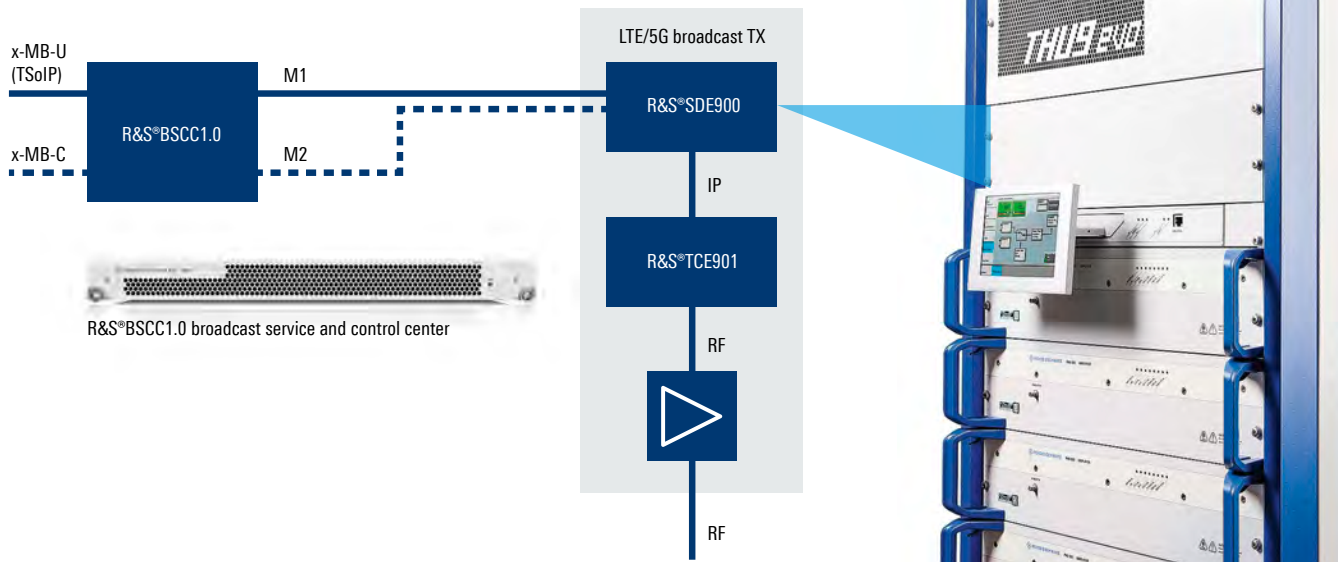 LTE/5G broadcast TX
x-MB-U
(TSoIP)
M1
R&S®SDE900
R&S®BSCC1.0
x-MB-C
M2
IP
R&S®TCE901
R&S®BSCC1.0 broadcast service and control center
RF
RF
THU9 evo